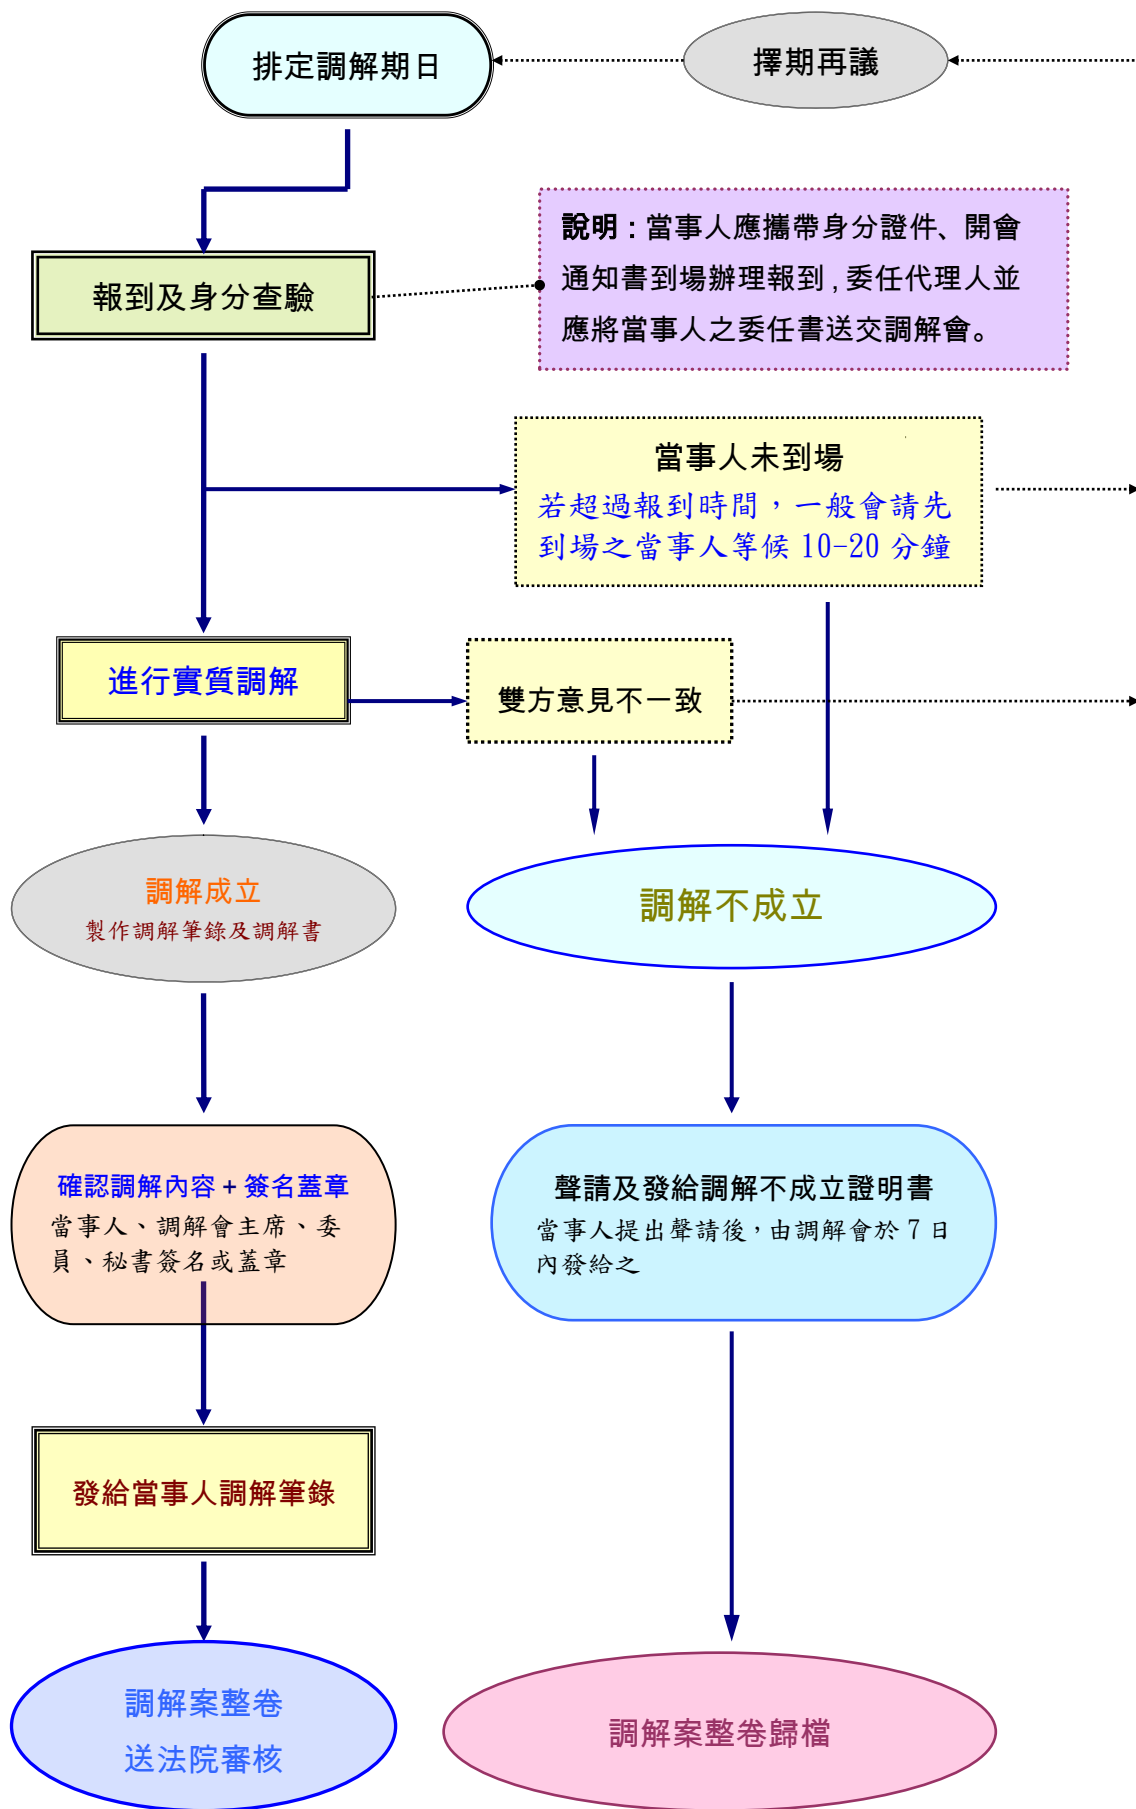 排定調解期日
擇期再議
說明：當事人應攜帶身分證件、開會
通知書到場辦理報到,委任代理人並
應將當事人之委任書送交調解會。
報到及身分查驗
當事人未到場
若超過報到時間，一般會請先
到場之當事人等候 10-20 分鐘
進行實質調解
雙方意見不一致
調解成立
製作調解筆錄及調解書
調解不成立
確認調解內容+簽名蓋章
當事人、調解會主席、委
員、秘書簽名或蓋章
聲請及發給調解不成立證明書
當事人提出聲請後，由調解會於 7 日
內發給之
發給當事人調解筆錄
調解案整卷
送法院審核
調解案整卷歸檔